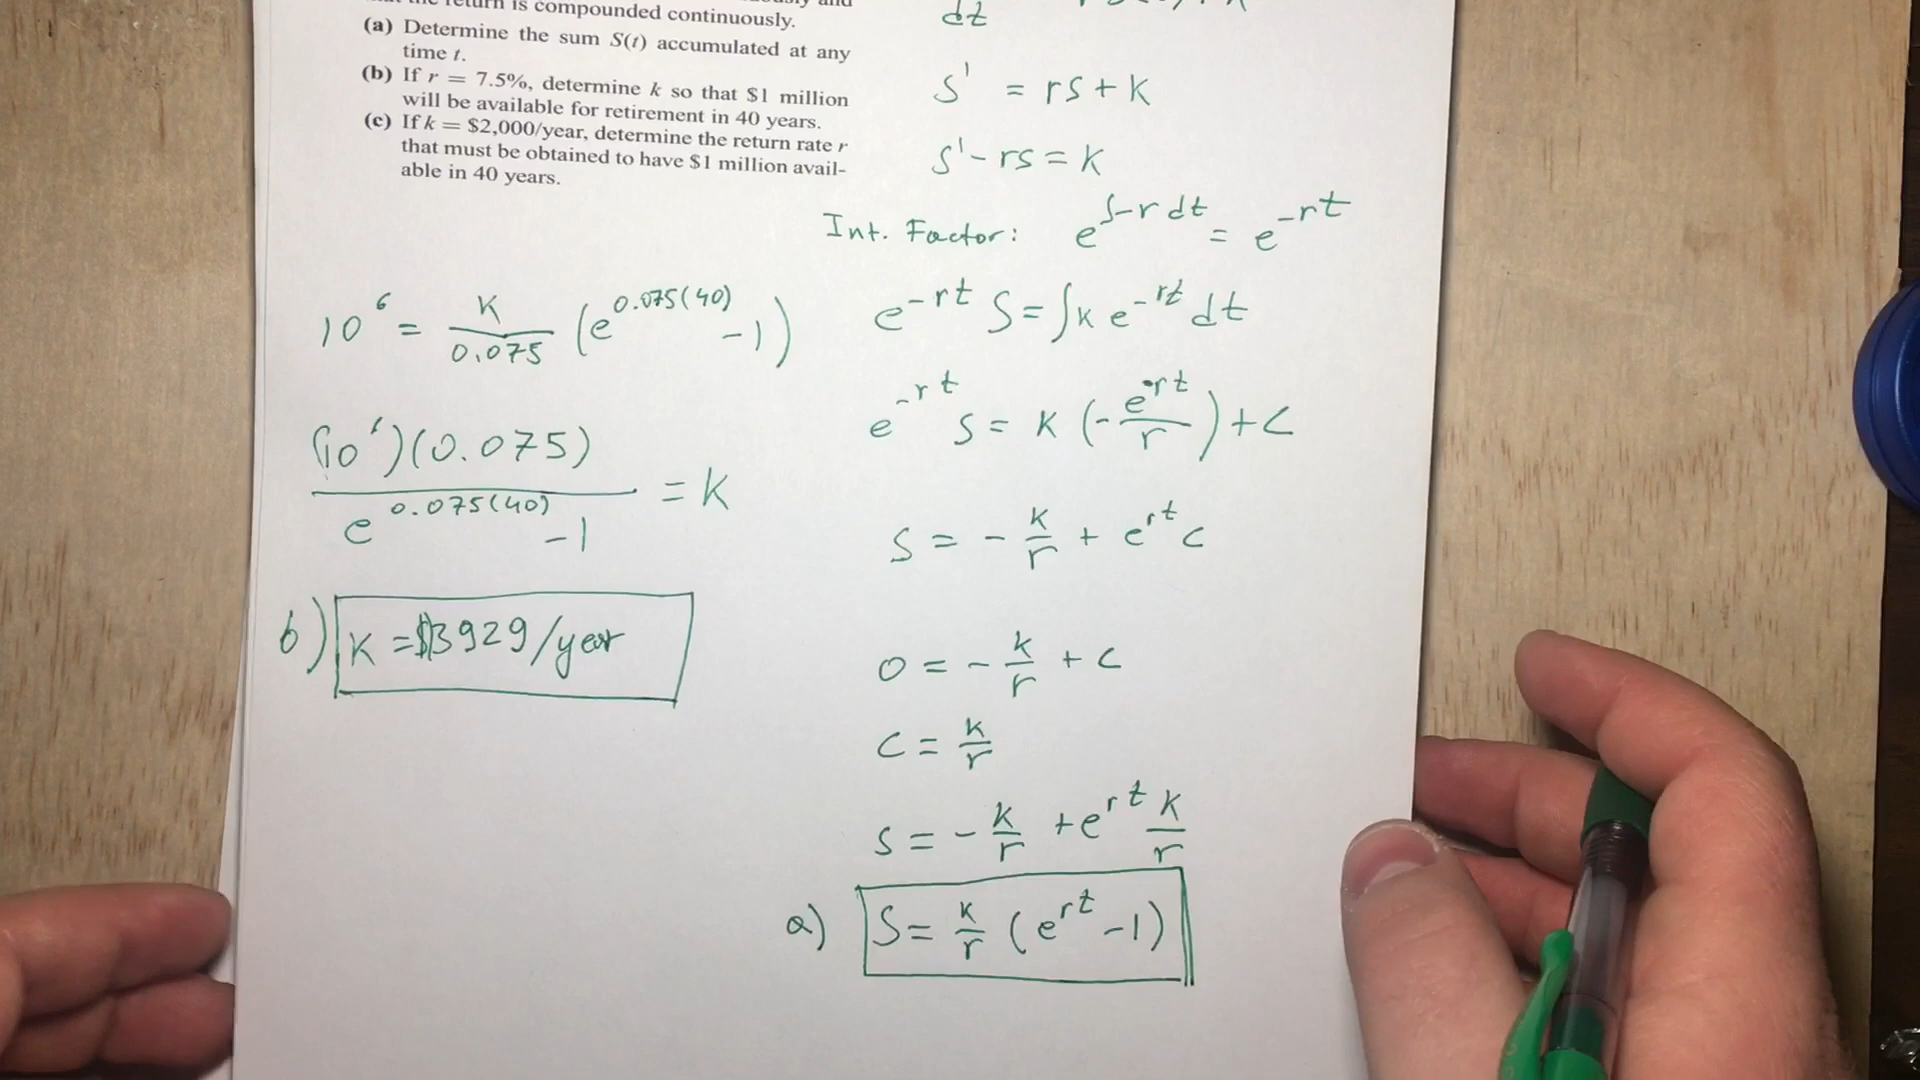 return is compounded continuously.
(a) Determine the sum S(t) accumulated at any
time t.
(b) If r = 7.5%, determine k so that $1 million
will be available for retirement in 40 years.
(c) If k = $2,000/year, determine the return rate r
that must be obtained to have $1 million avail-
able in 40 years.
dt
S' = rS + K
S' - rS = K
Int. Factor: e^{∫-r dt} = e^{-rt}
e^{-rt} S = ∫K e^{-rt} dt
e^{-rt} S = K (-e^{-rt}/r) + C
S = -K/r + e^{rt} C
0 = -K/r + C
C = K/r
S = -K/r + e^{rt} K/r
a) S = K/r (e^{rt} - 1)
10^6 = K/0.075 (e^{0.075(40)} - 1)
(10^6)(0.075)/(e^{0.075(40)} - 1) = K
b) K = $3929/year